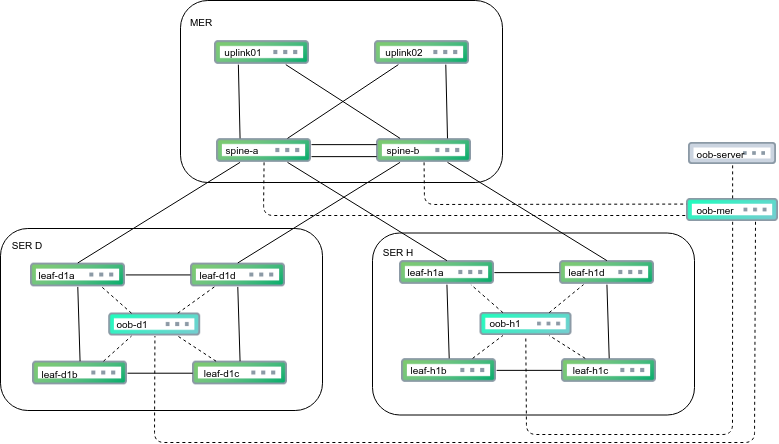 MER
uplink01
uplink02
spine-a
spine-b
oob-server
oob-mer
SER D
SER H
leaf-d1a
leaf-d1d
leaf-h1a
leaf-h1d
oob-d1
oob-h1
leaf-d1b
leaf-d1c
leaf-h1b
leaf-h1c